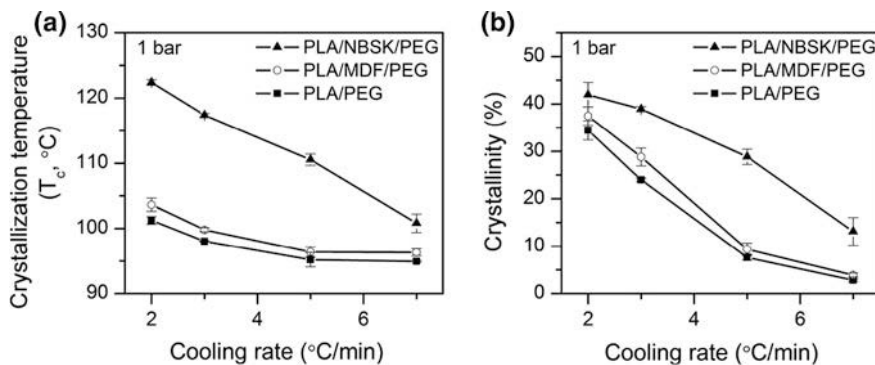 (a)
1 bar
PLA/NBSK/PEG
PLA/MDF/PEG
PLA/PEG
Crystallization temperature
(Tc, °C)
130
120
110
100
90
2
4
6
Cooling rate (°C/min)
(b)
1 bar
PLA/NBSK/PEG
PLA/MDF/PEG
PLA/PEG
Crystallinity (%)
50
40
30
20
10
0
2
4
6
Cooling rate (°C/min)